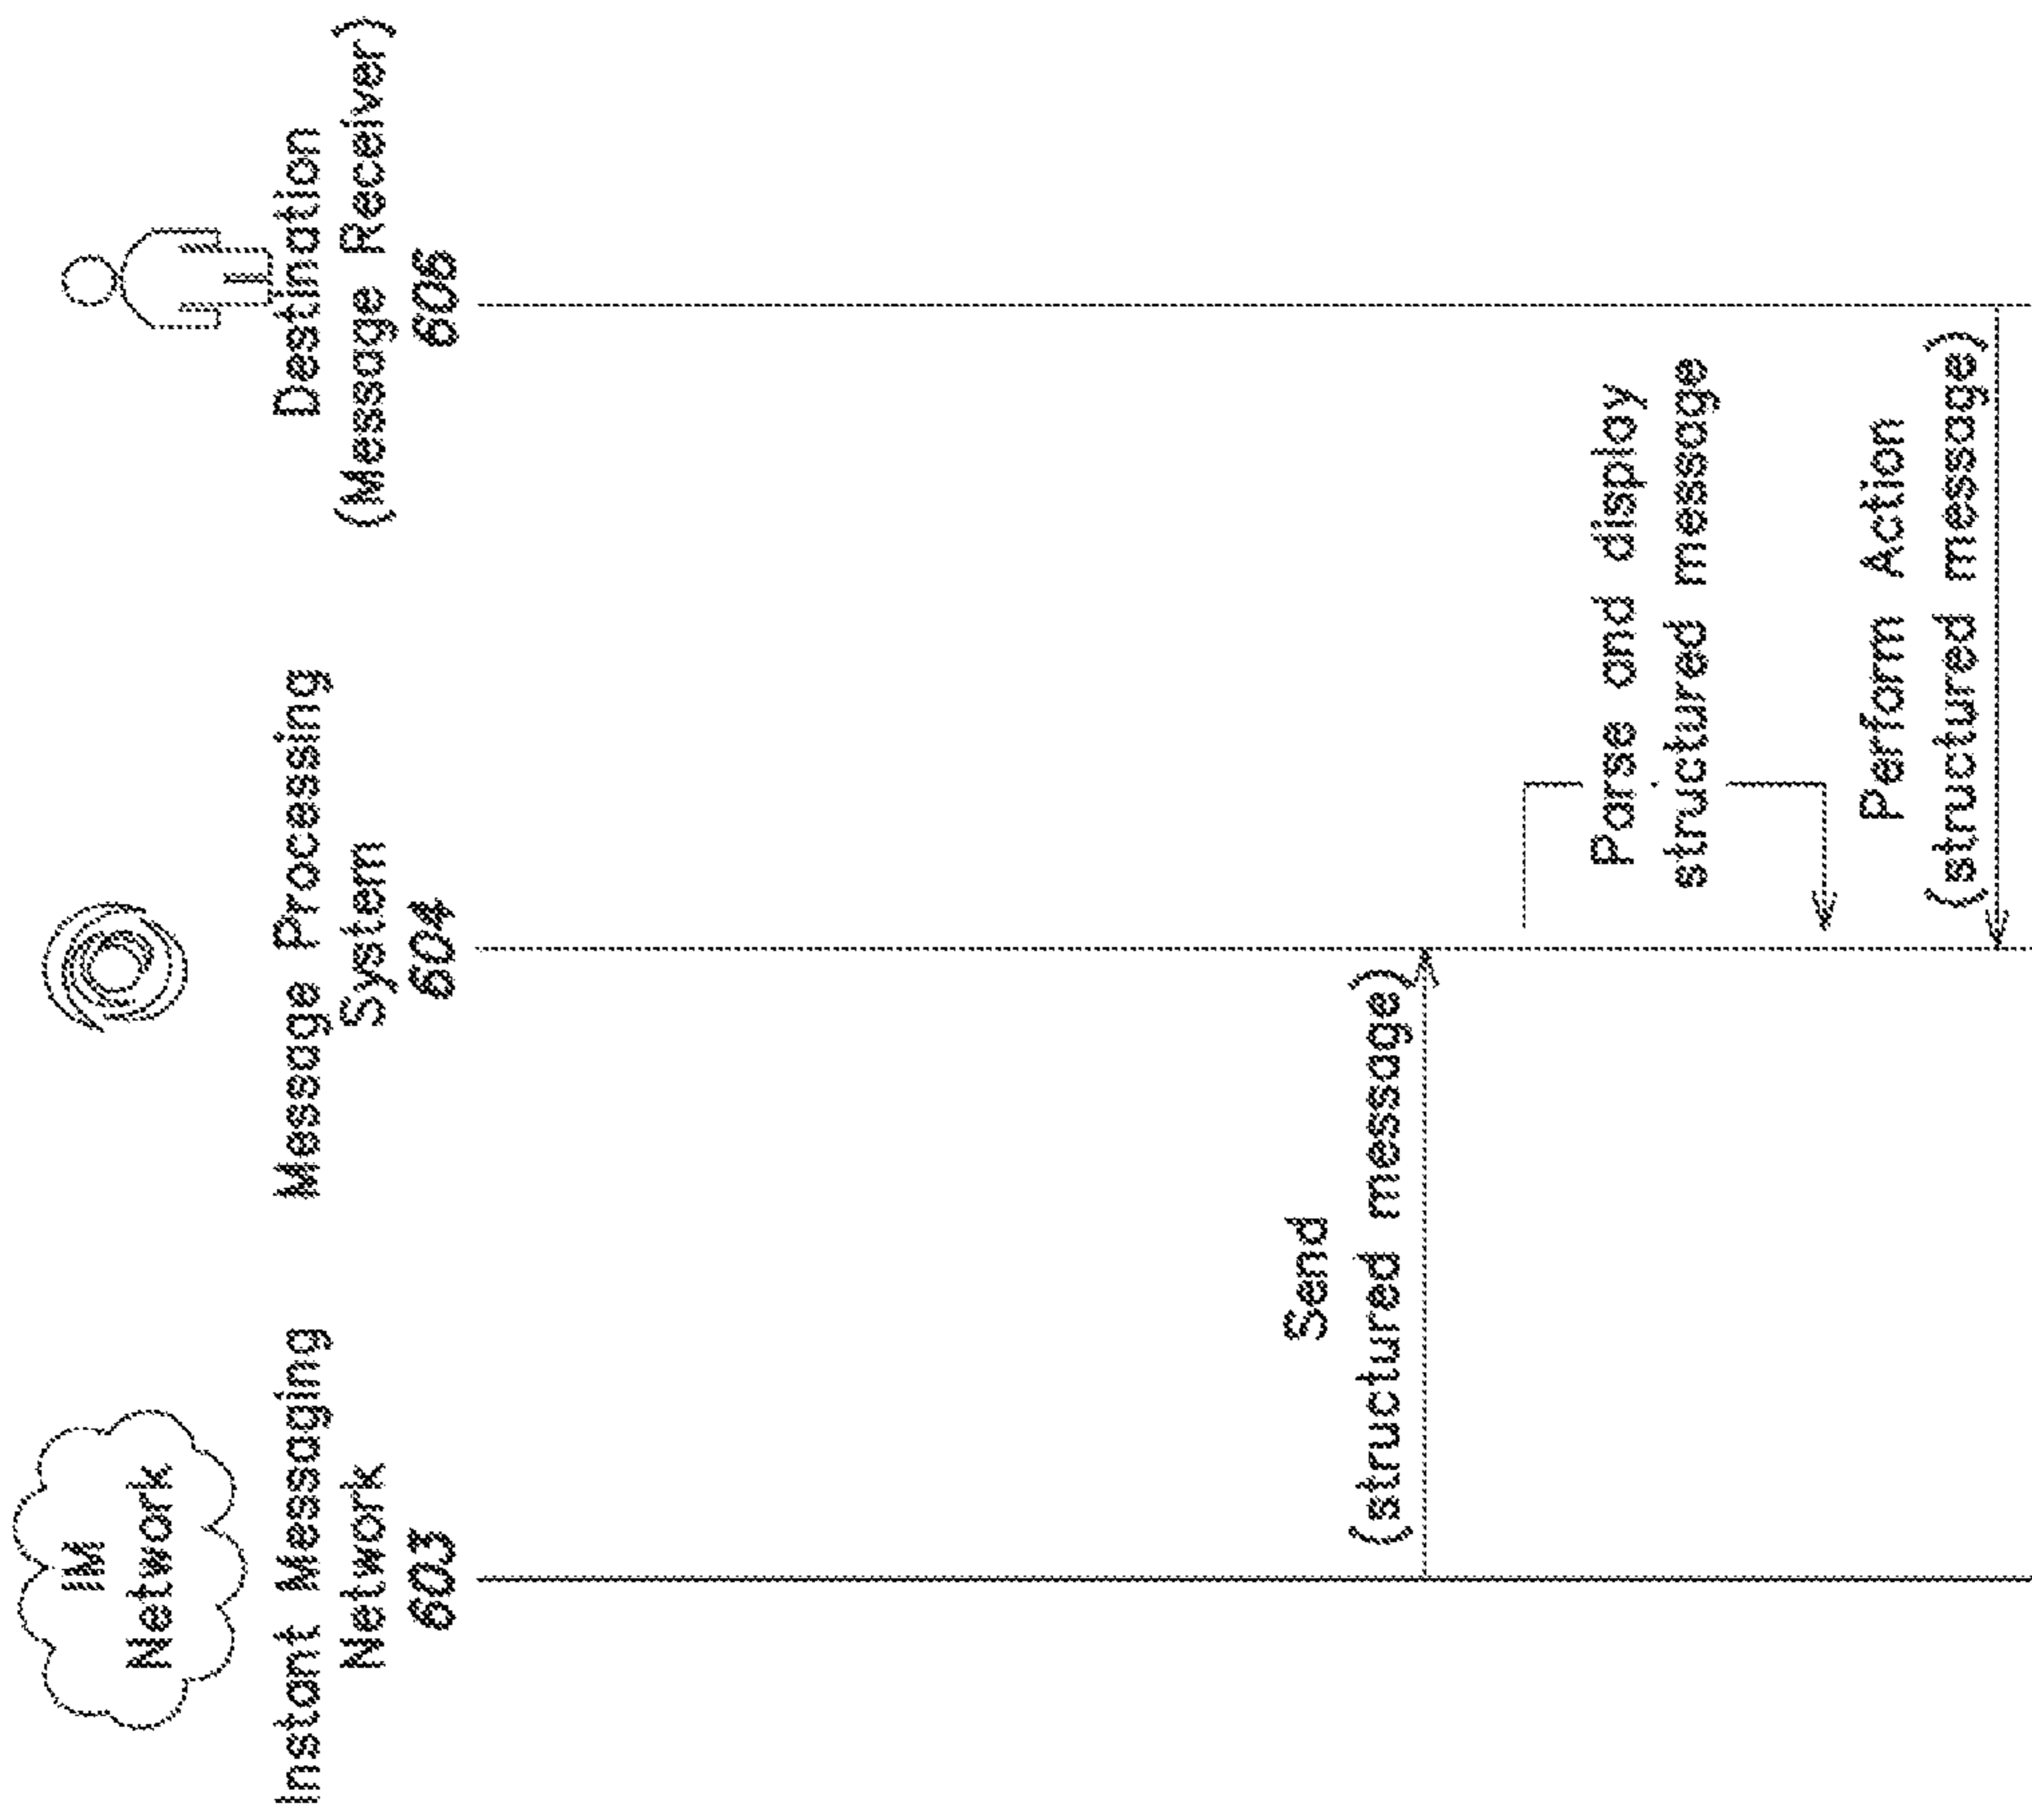 IM
Network
Instant Messaging
Network
603
Message Processing
System
604
Destination
(Message Receiver)
606
Send
(structured message)
Parse and display
structured message
Perform Action
(structured message)